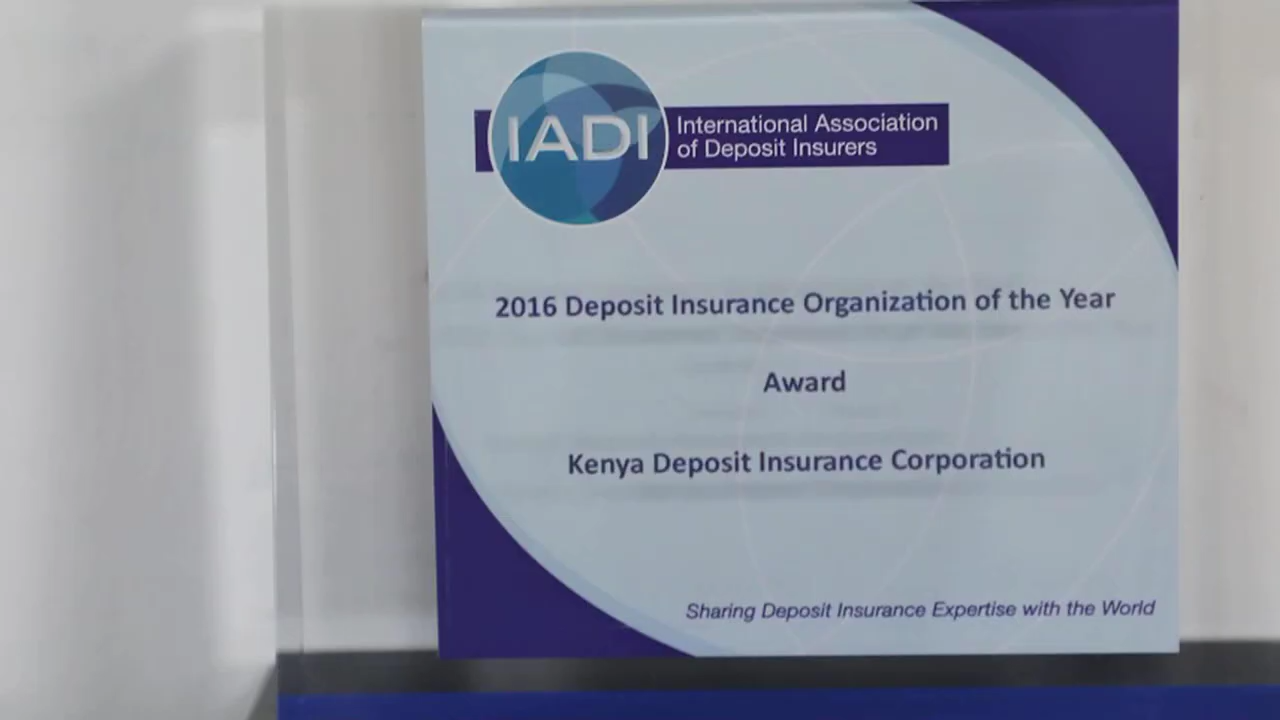 IADI
International Association
of Deposit Insurers
2016 Deposit Insurance Organization of the Year
Award
Kenya Deposit Insurance Corporation
Sharing Deposit Insurance Expertise with the World